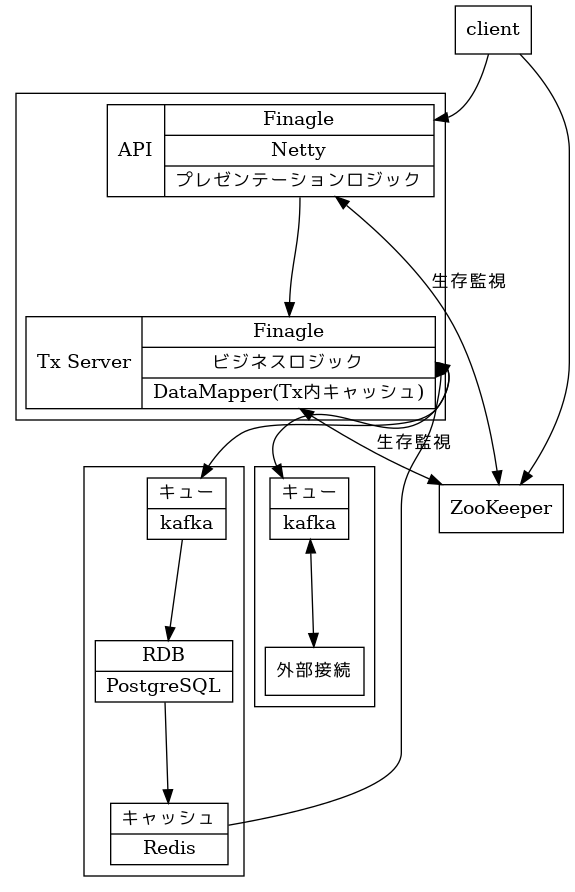 client
API
Finagle
Netty
プレゼンテーションロジック
生存監視
Tx Server
Finagle
ビジネスロジック
DataMapper(Tx内キャッシュ)
生存監視
キュー
kafka
キュー
kafka
ZooKeeper
RDB
PostgreSQL
外部接続
キャッシュ
Redis